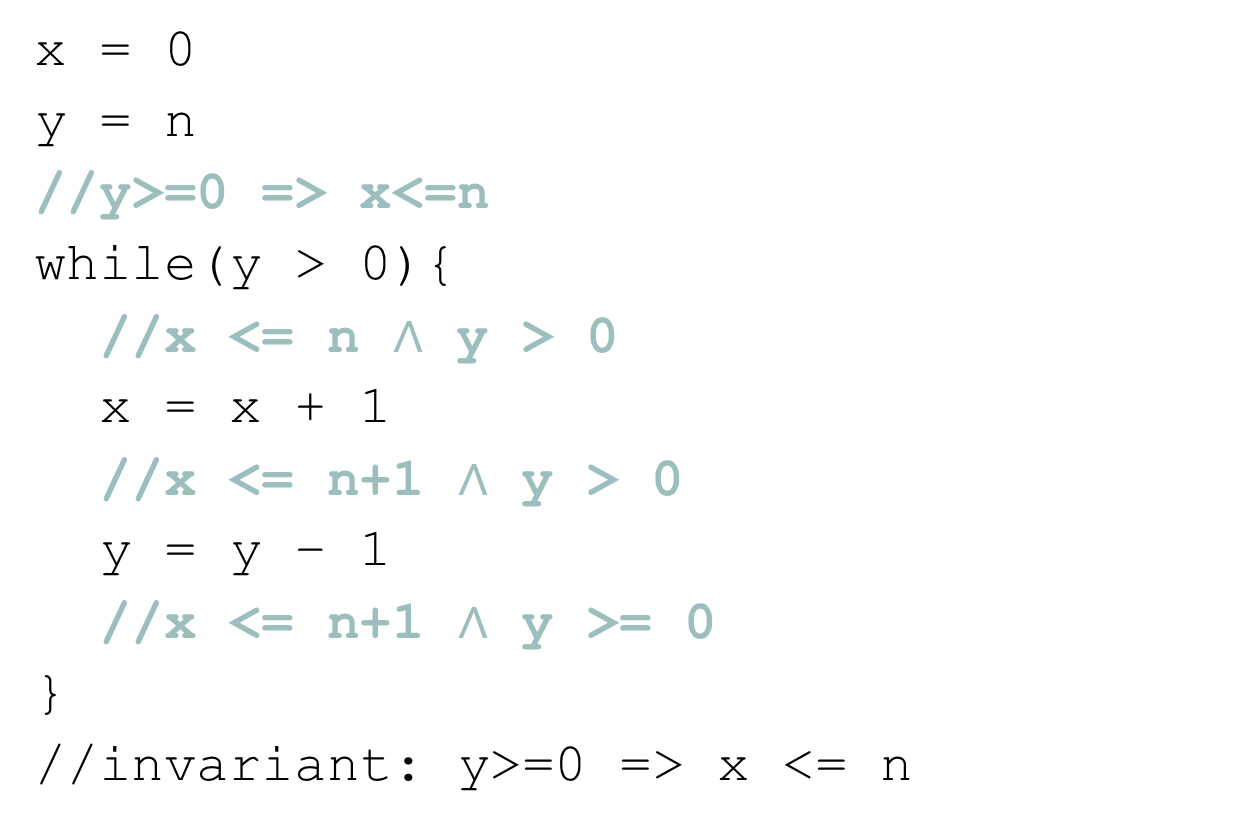 x = 0
y = n
//y>=0 => x<=n
while(y > 0){
  //x <= n ∧ y > 0
  x = x + 1
  //x <= n+1 ∧ y > 0
  y = y - 1
  //x <= n+1 ∧ y >= 0
}
//invariant: y>=0 => x <= n